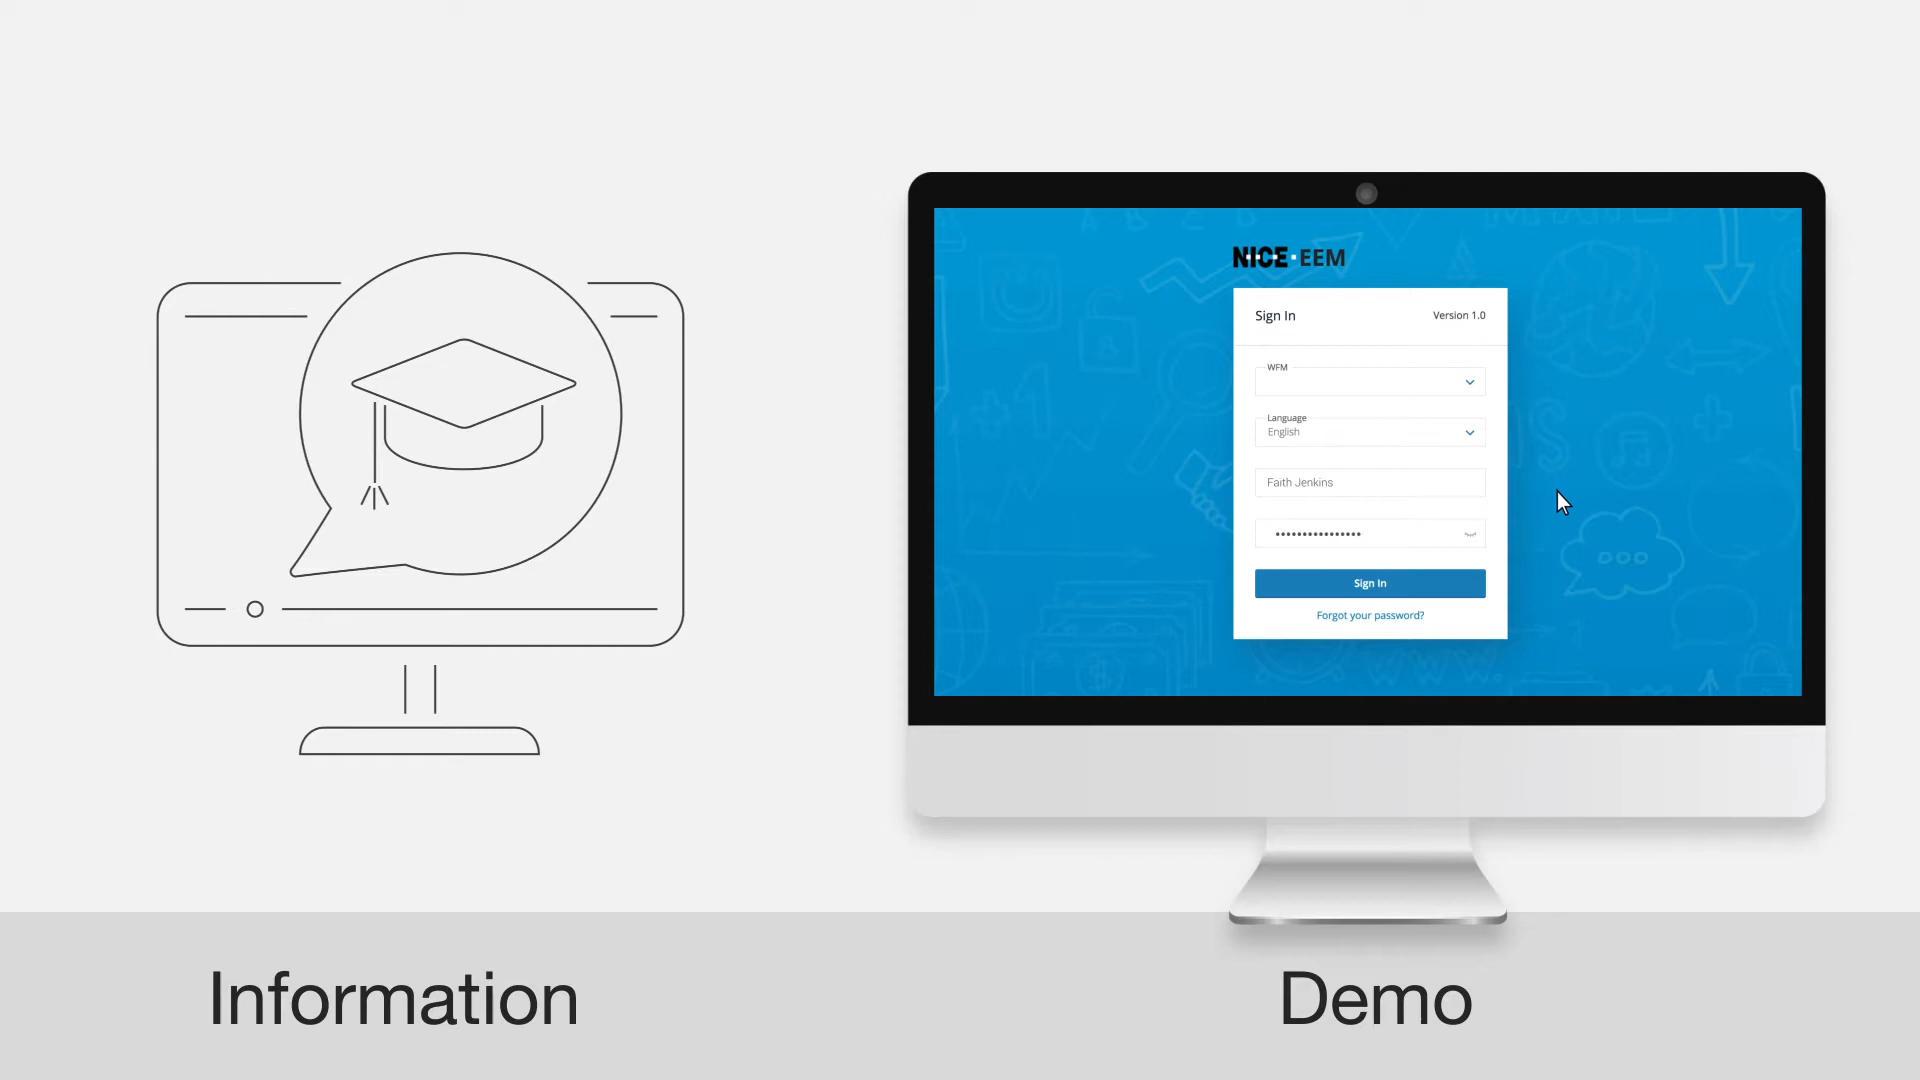 NICE EEM
Sign In
Version 1.0
WFM
Language
English
Faith Jenkins
••••••••••••••••
Sign In
Forgot your password?
Information
Demo